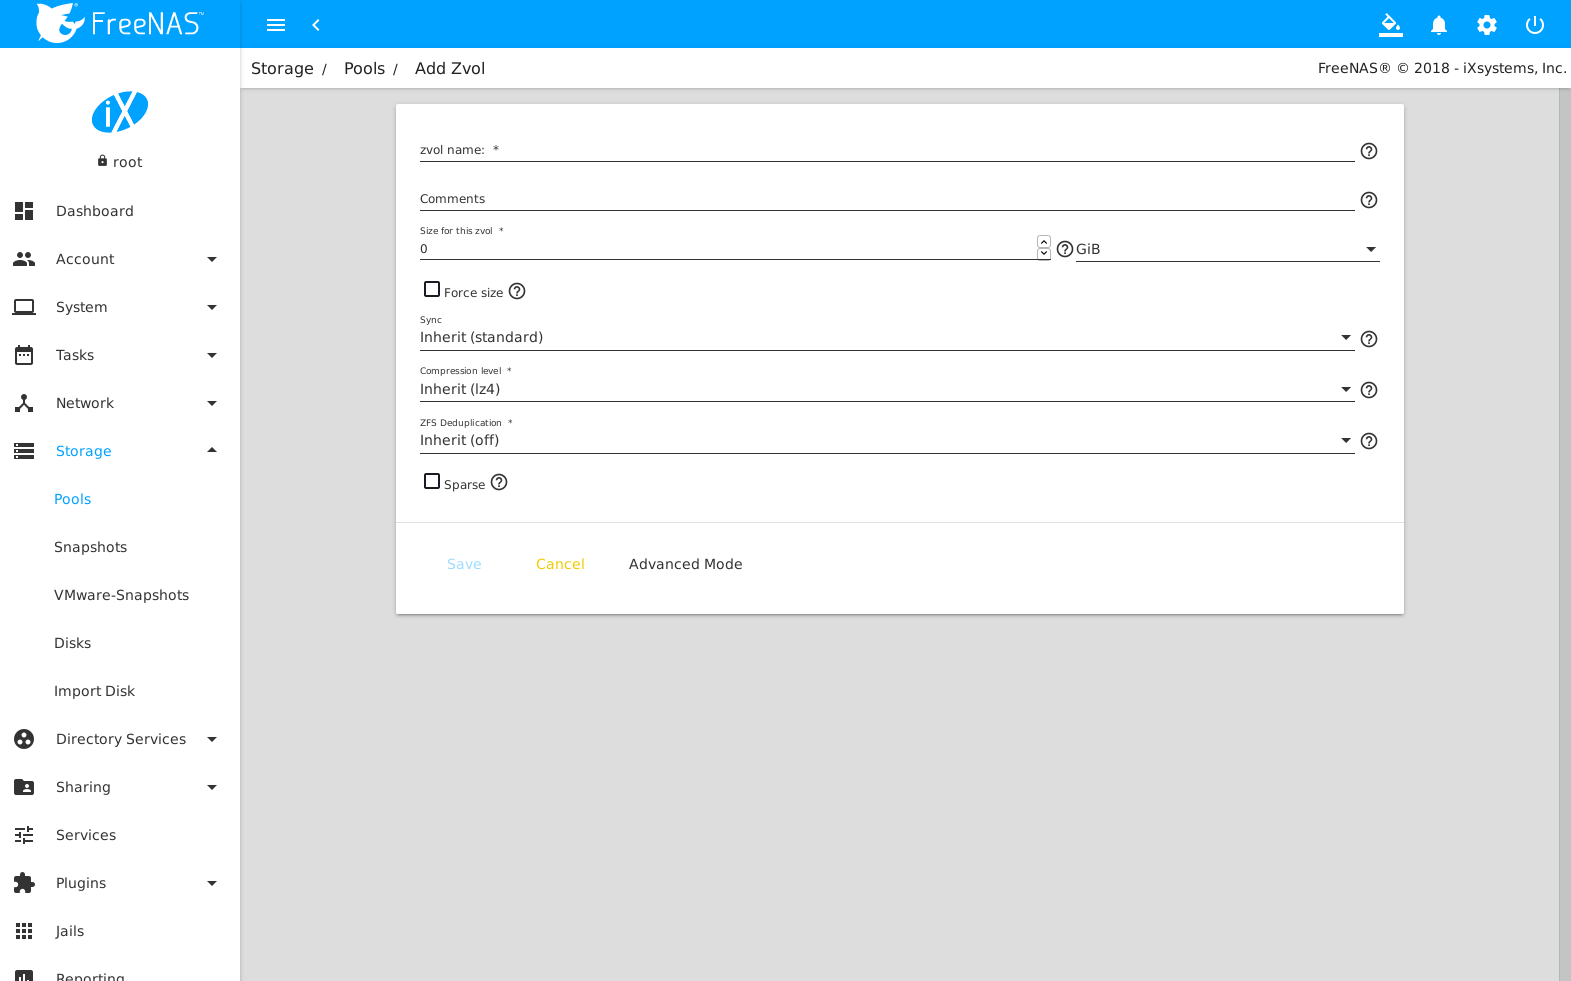 FreeNAS™
Storage / Pools / Add Zvol
FreeNAS® © 2018 - iXsystems, Inc.
iX
root
Dashboard
Account
System
Tasks
Network
Storage
Pools
Snapshots
VMware-Snapshots
Disks
Import Disk
Directory Services
Sharing
Services
Plugins
Jails
Reporting
zvol name: *
Comments
Size for this zvol *
0
GiB
Force size
Sync
Inherit (standard)
Compression level *
Inherit (lz4)
ZFS Deduplication *
Inherit (off)
Sparse
Save Cancel Advanced Mode